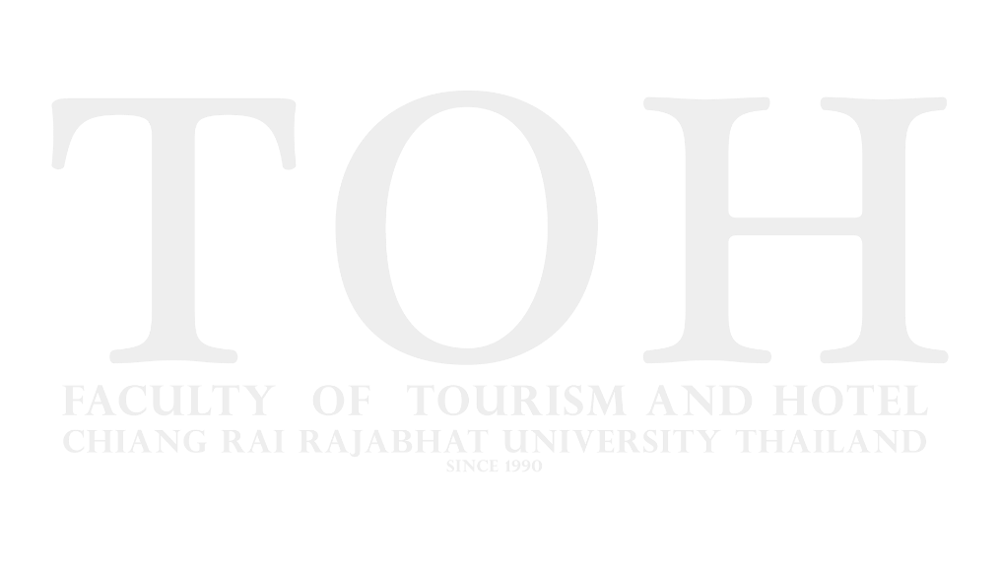 TOH
FACULTY OF TOURISM AND HOTEL
CHIANG RAI RAJABHAT UNIVERSITY THAILAND
SINCE 1990